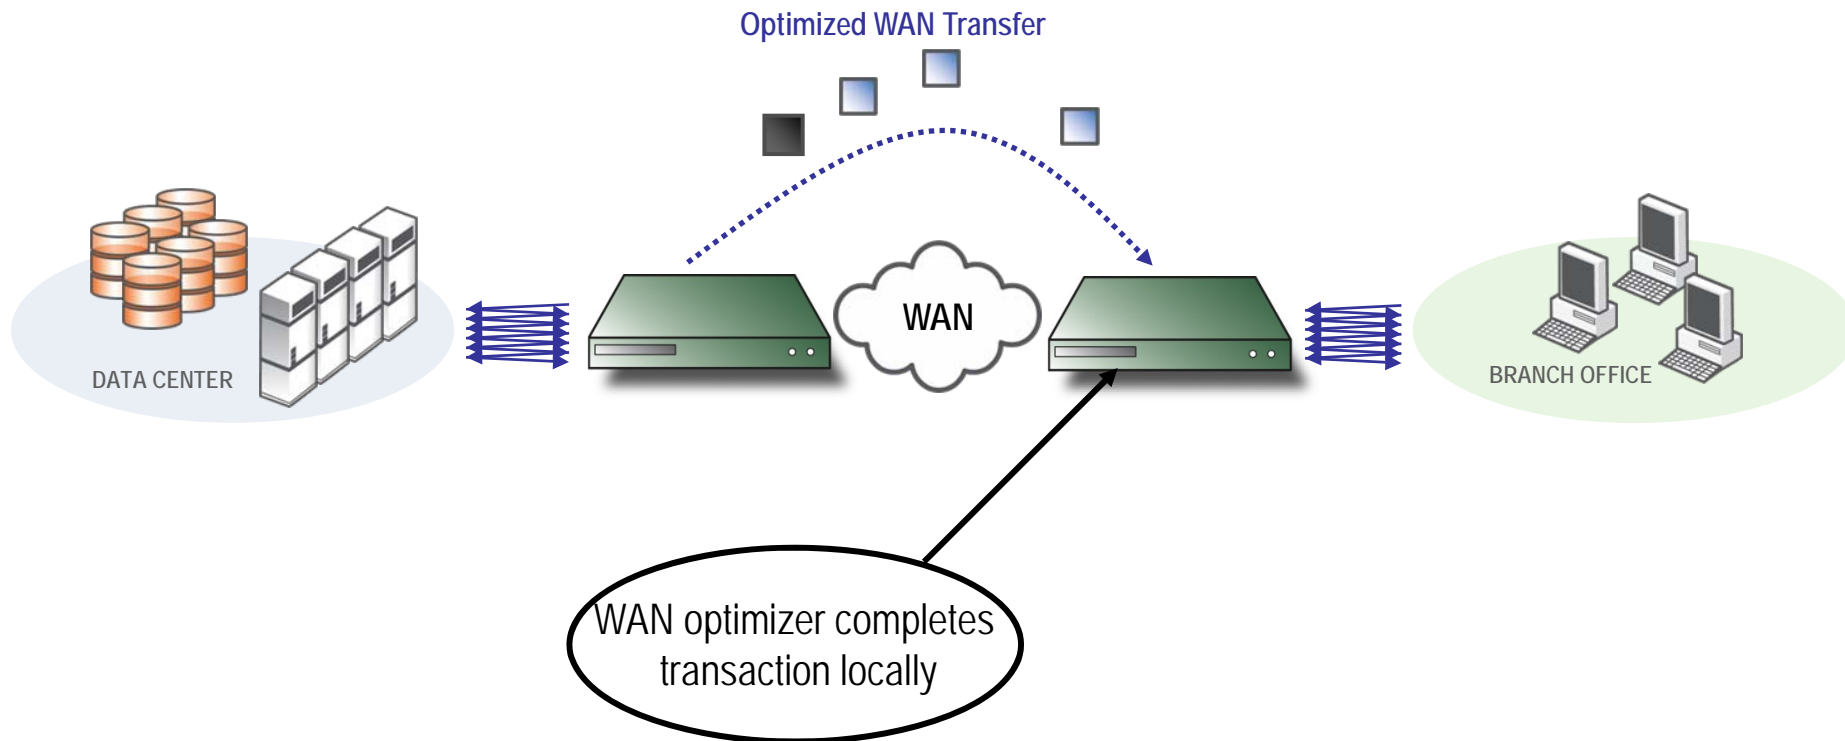 Optimized WAN Transfer
WAN
DATA CENTER
BRANCH OFFICE
WAN optimizer completes
transaction locally